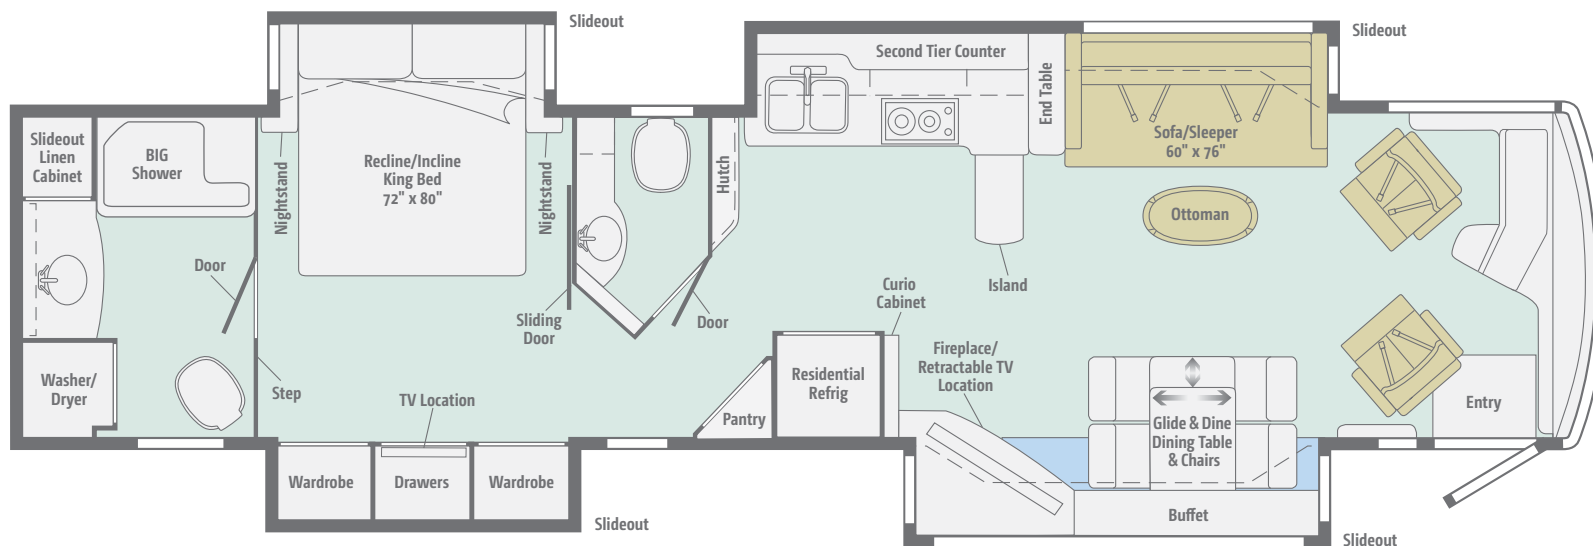 Slideout
Slideout
Second Tier Counter
End Table
Sofa/Sleeper
60" x 76"
Slideout
Linen
Cabinet
BIG
Shower
Nightstand
Recline/Incline
King Bed
72" x 80"
Nightstand
Hutch
Ottoman
Door
Sliding
Door
Door
Island
Curio
Cabinet
Fireplace/
Retractable TV
Location
Washer/
Dryer
Step
TV Location
Pantry
Residential
Refrig
Glide & Dine
Dining Table
& Chairs
Entry
Wardrobe
Drawers
Wardrobe
Buffet
Slideout
Slideout